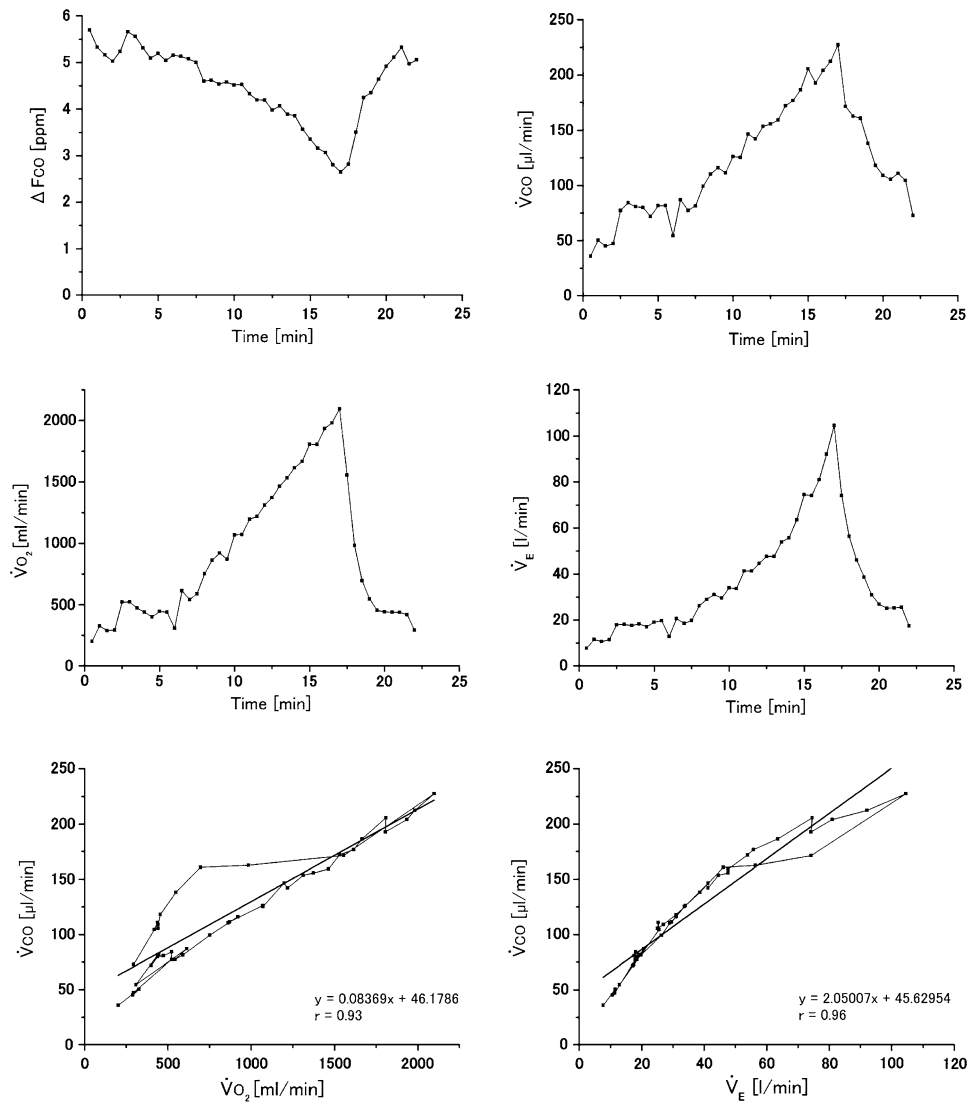 6
5
4
3
2
1
0
Δ FCO [ppm]
0 5 10 15 20 25
Time [min]
250
200
150
100
50
0
V̇CO [μl/min]
0 5 10 15 20 25
Time [min]
2000
1500
1000
500
0
V̇O₂ [ml/min]
0 5 10 15 20 25
Time [min]
120
100
80
60
40
20
0
V̇E [l/min]
0 5 10 15 20 25
Time [min]
250
200
150
100
50
0
V̇CO [μl/min]
y = 0.08369x + 46.1786
r = 0.93
0 500 1000 1500 2000
V̇O₂ [ml/min]
250
200
150
100
50
0
V̇CO [μl/min]
y = 2.05007x + 45.62954
r = 0.96
0 20 40 60 80 100 120
V̇E [l/min]